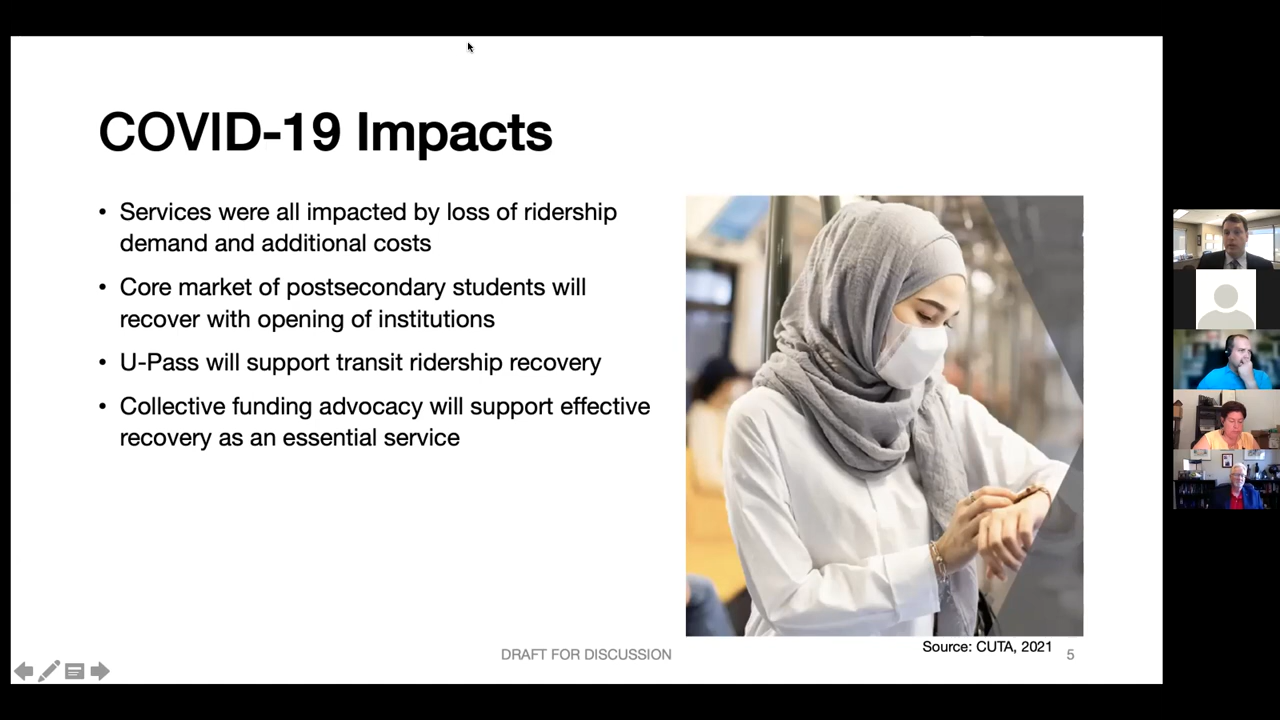 COVID-19 Impacts
• Services were all impacted by loss of ridership
demand and additional costs
• Core market of postsecondary students will
recover with opening of institutions
• U-Pass will support transit ridership recovery
• Collective funding advocacy will support effective
recovery as an essential service
Source: CUTA, 2021
DRAFT FOR DISCUSSION
5